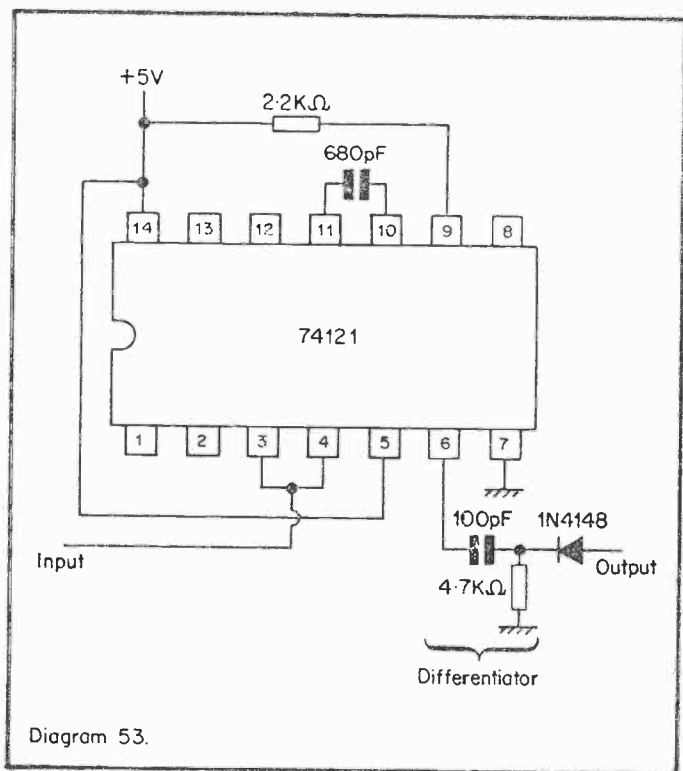 +5V
2·2KΩ
680pF
14 13 12 11 10 9 8
74121
1 2 3 4 5 6 7
100pF 1N4148
Input
Output
4·7KΩ
Differentiator
Diagram 53.